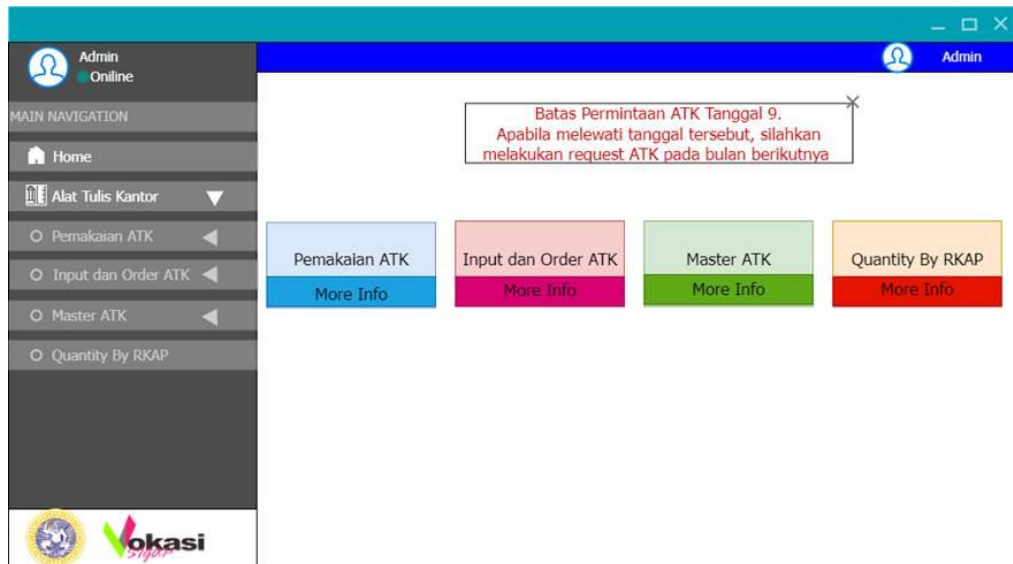 Admin
Oniline
Admin
MAIN NAVIGATION
Home
Alat Tulis Kantor
Pemakaian ATK
Input dan Order ATK
Master ATK
Quantity By RKAP
Batas Permintaan ATK Tanggal 9.
Apabila melewati tanggal tersebut, silahkan
melakukan request ATK pada bulan berikutnya
Pemakaian ATK
More Info
Input dan Order ATK
More Info
Master ATK
More Info
Quantity By RKAP
More Info
Vokasi